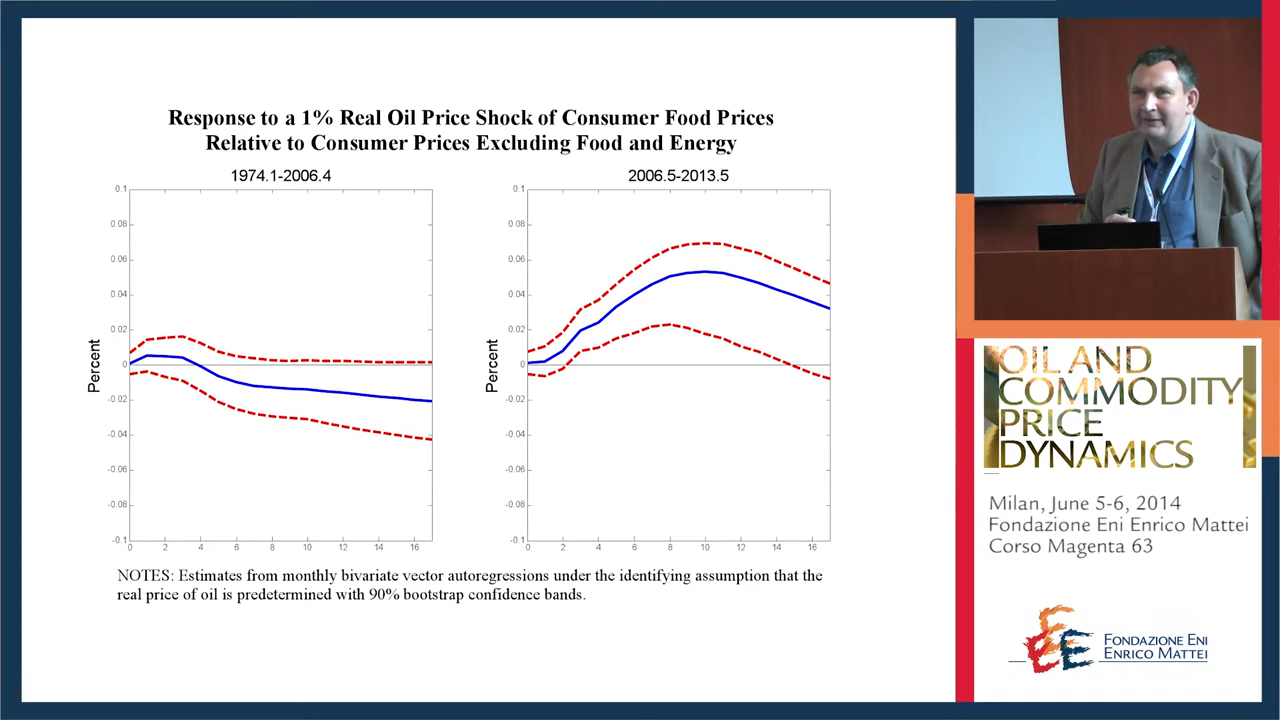 Response to a 1% Real Oil Price Shock of Consumer Food Prices
Relative to Consumer Prices Excluding Food and Energy
1974.1-2006.4
0.1
0.08
0.06
0.04
0.02
0
-0.02
-0.04
-0.06
-0.08
-0.1
Percent
0 2 4 6 8 10 12 14 16
2006.5-2013.5
0.1
0.08
0.06
0.04
0.02
0
-0.02
-0.04
-0.06
-0.08
-0.1
Percent
0 2 4 6 8 10 12 14 16
NOTES: Estimates from monthly bivariate vector autoregressions under the identifying assumption that the
real price of oil is predetermined with 90% bootstrap confidence bands.
OIL AND
COMMODITY
PRICE
DYNAMICS
Milan, June 5-6, 2014
Fondazione Eni Enrico Mattei
Corso Magenta 63
FONDAZIONE ENI
ENRICO MATTEI